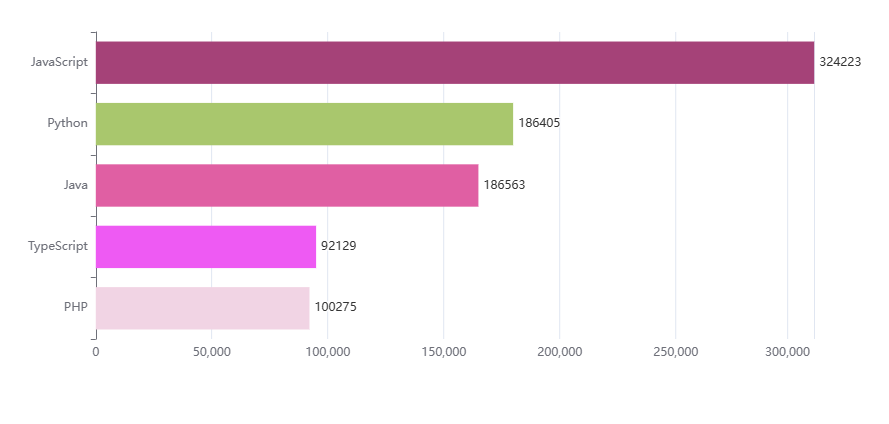 JavaScript 324223
Python 186405
Java 186563
TypeScript 92129
PHP 100275
0 50,000 100,000 150,000 200,000 250,000 300,000